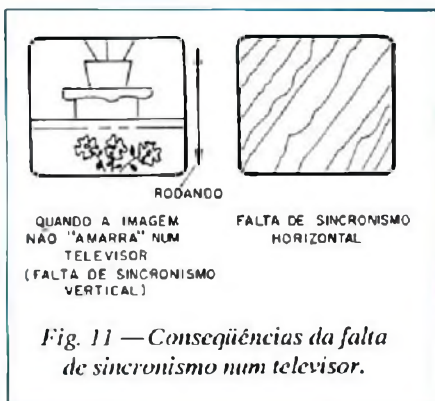 RODANDO
QUANDO A IMAGEM
NÃO "AMARRA" NUM
TELEVISOR
(FALTA DE SINCRONISMO
VERTICAL)
FALTA DE SINCRONISMO
HORIZONTAL
Fig. 11 — Conseqüências da falta
de sincronismo num televisor.